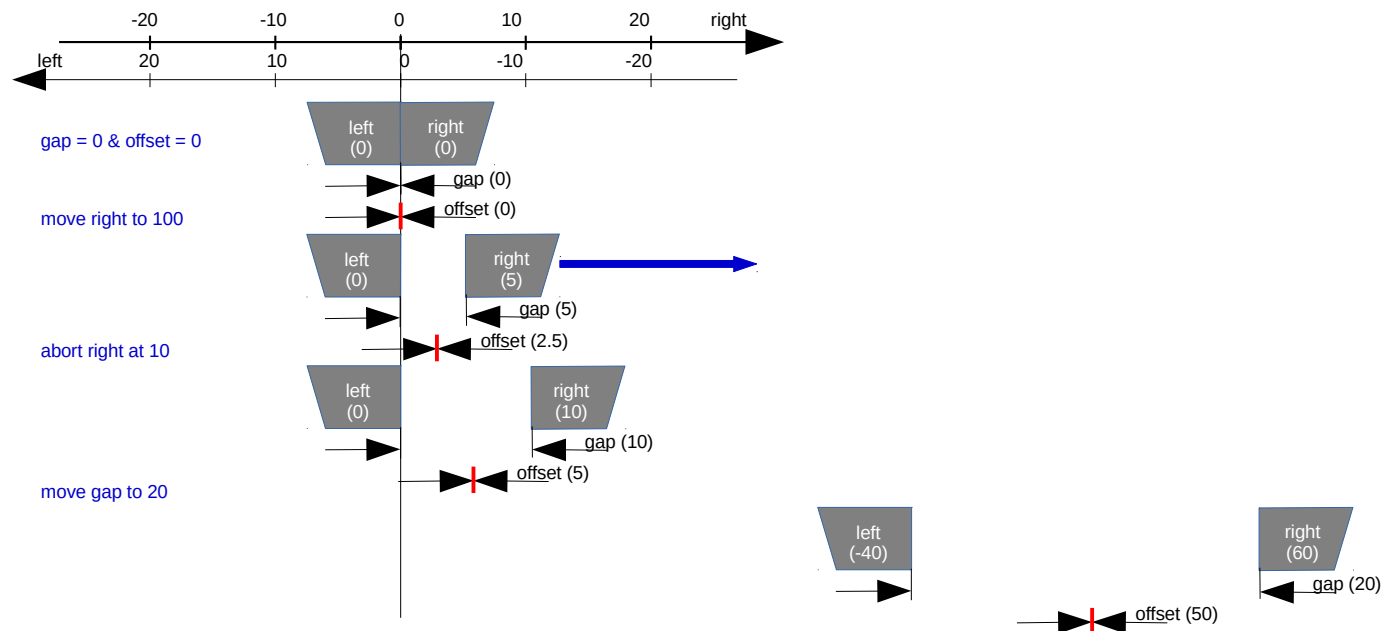 -20 -10 0 10 20 right
left 20 10 0 -10 -20
gap = 0 & offset = 0
left
(0)
right
(0)
gap (0)
move right to 100
offset (0)
left
(0)
right
(5)
gap (5)
abort right at 10
offset (2.5)
left
(0)
right
(10)
gap (10)
move gap to 20
offset (5)
left
(-40)
right
(60)
gap (20)
offset (50)